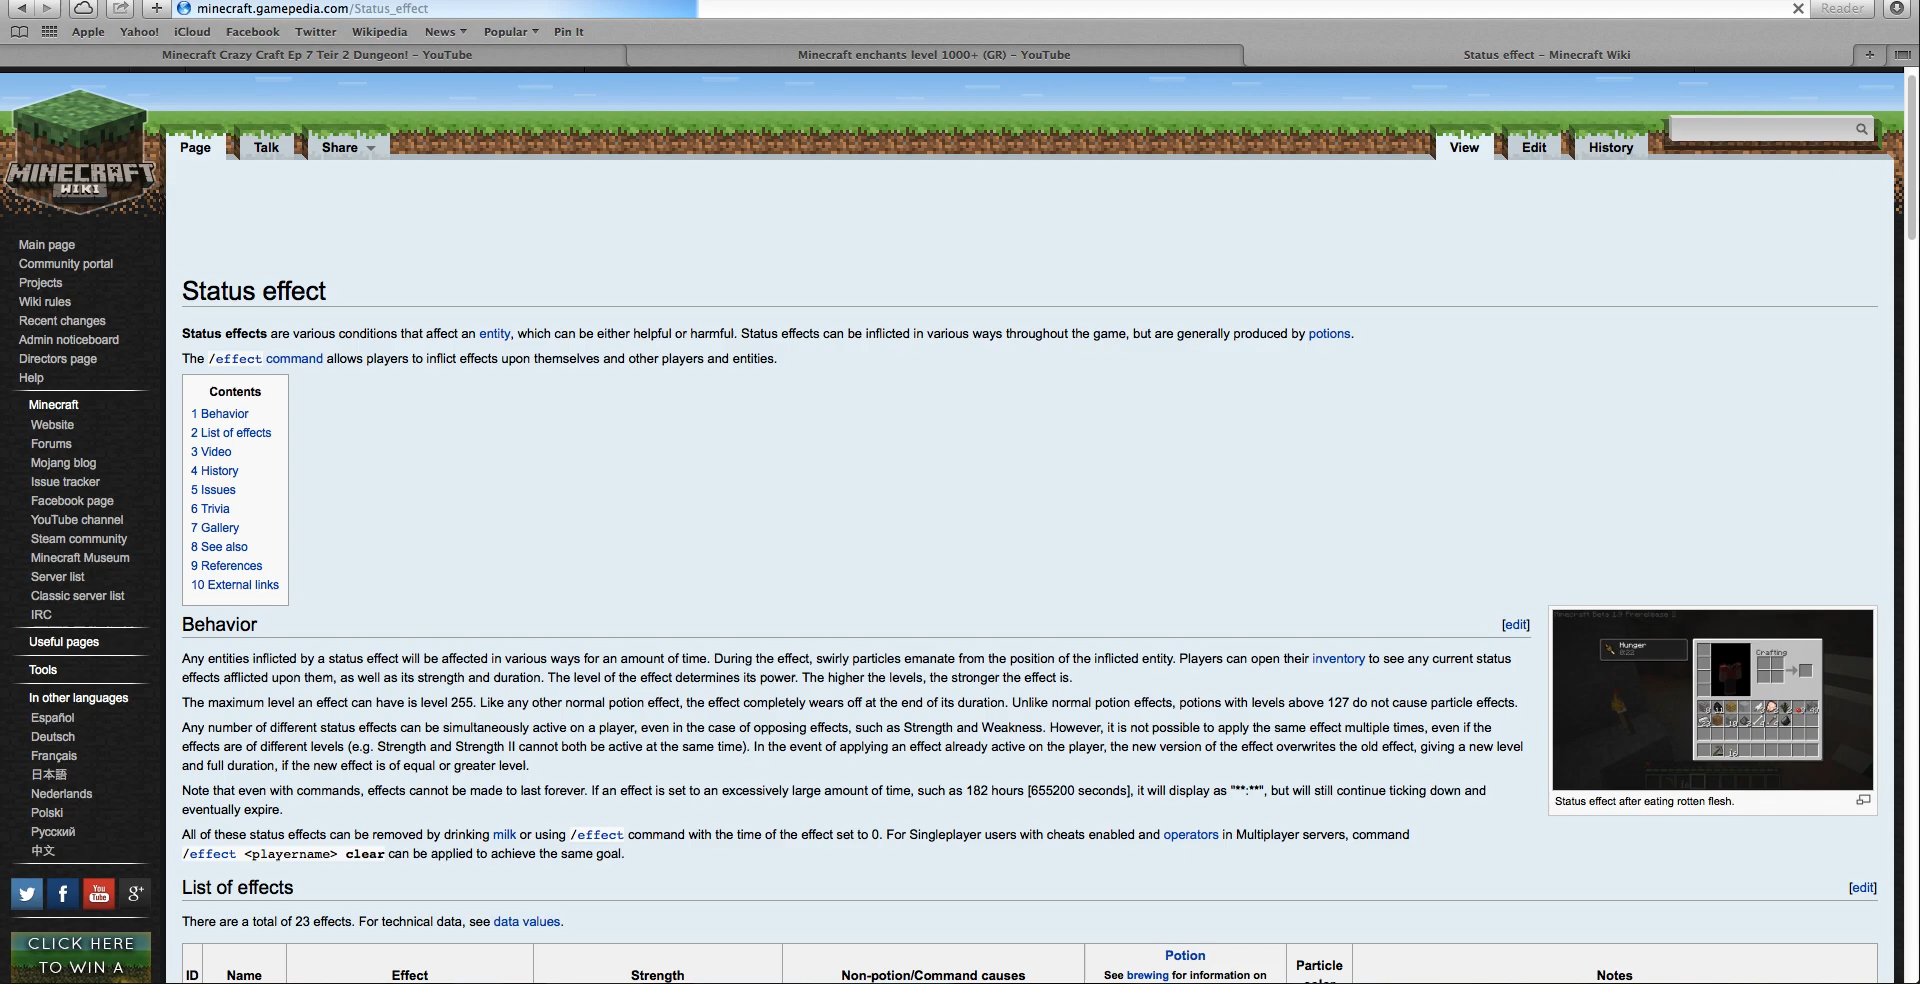 minecraft.gamepedia.com/Status_effect
Reader
Apple Yahoo! iCloud Facebook Twitter Wikipedia News Popular Pin It
Minecraft Crazy Craft Ep 7 Teir 2 Dungeon! – YouTube
Minecraft enchants level 1000+ (GR) – YouTube
Status effect – Minecraft Wiki
MINECRAFT
WIKI
Page Talk Share
View Edit History
Main page
Community portal
Projects
Wiki rules
Recent changes
Admin noticeboard
Directors page
Help
Minecraft
Website
Forums
Mojang blog
Issue tracker
Facebook page
YouTube channel
Steam community
Minecraft Museum
Server list
Classic server list
IRC
Useful pages
Tools
In other languages
Español
Deutsch
Français
日本語
Nederlands
Polski
Русский
中文
You
Tube
g+
CLICK HERE
TO WIN A
Status effect
Status effects are various conditions that affect an entity, which can be either helpful or harmful. Status effects can be inflicted in various ways throughout the game, but are generally produced by potions.
The /effect command allows players to inflict effects upon themselves and other players and entities.
Contents
1 Behavior
2 List of effects
3 Video
4 History
5 Issues
6 Trivia
7 Gallery
8 See also
9 References
10 External links
Behavior
[edit]
Any entities inflicted by a status effect will be affected in various ways for an amount of time. During the effect, swirly particles emanate from the position of the inflicted entity. Players can open their inventory to see any current status
effects afflicted upon them, as well as its strength and duration. The level of the effect determines its power. The higher the levels, the stronger the effect is.
The maximum level an effect can have is level 255. Like any other normal potion effect, the effect completely wears off at the end of its duration. Unlike normal potion effects, potions with levels above 127 do not cause particle effects.
Any number of different status effects can be simultaneously active on a player, even in the case of opposing effects, such as Strength and Weakness. However, it is not possible to apply the same effect multiple times, even if the
effects are of different levels (e.g. Strength and Strength II cannot both be active at the same time). In the event of applying an effect already active on the player, the new version of the effect overwrites the old effect, giving a new level
and full duration, if the new effect is of equal or greater level.
Note that even with commands, effects cannot be made to last forever. If an effect is set to an excessively large amount of time, such as 182 hours [655200 seconds], it will display as "**:**", but will still continue ticking down and
eventually expire.
All of these status effects can be removed by drinking milk or using /effect command with the time of the effect set to 0. For Singleplayer users with cheats enabled and operators in Multiplayer servers, command
/effect <playername> clear can be applied to achieve the same goal.
Hunger
Crafting
Status effect after eating rotten flesh.
List of effects
[edit]
There are a total of 23 effects. For technical data, see data values.
ID Name Effect Strength Non-potion/Command causes
Potion
See brewing for information on
Particle
Notes